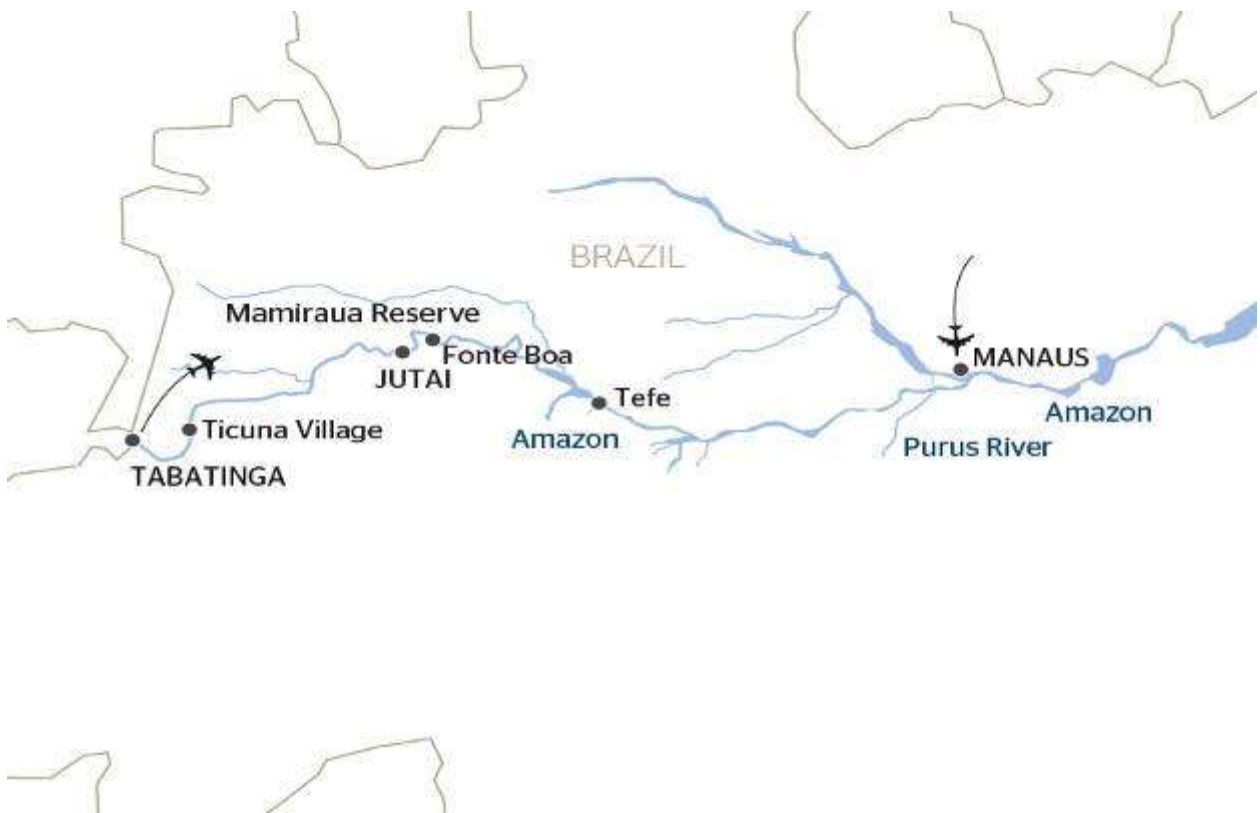 BRAZIL
Mamiraua Reserve
Fonte Boa
MANAUS
JUTAI
Tefe
Amazon
Ticuna Village
Amazon
Purus River
TABATINGA